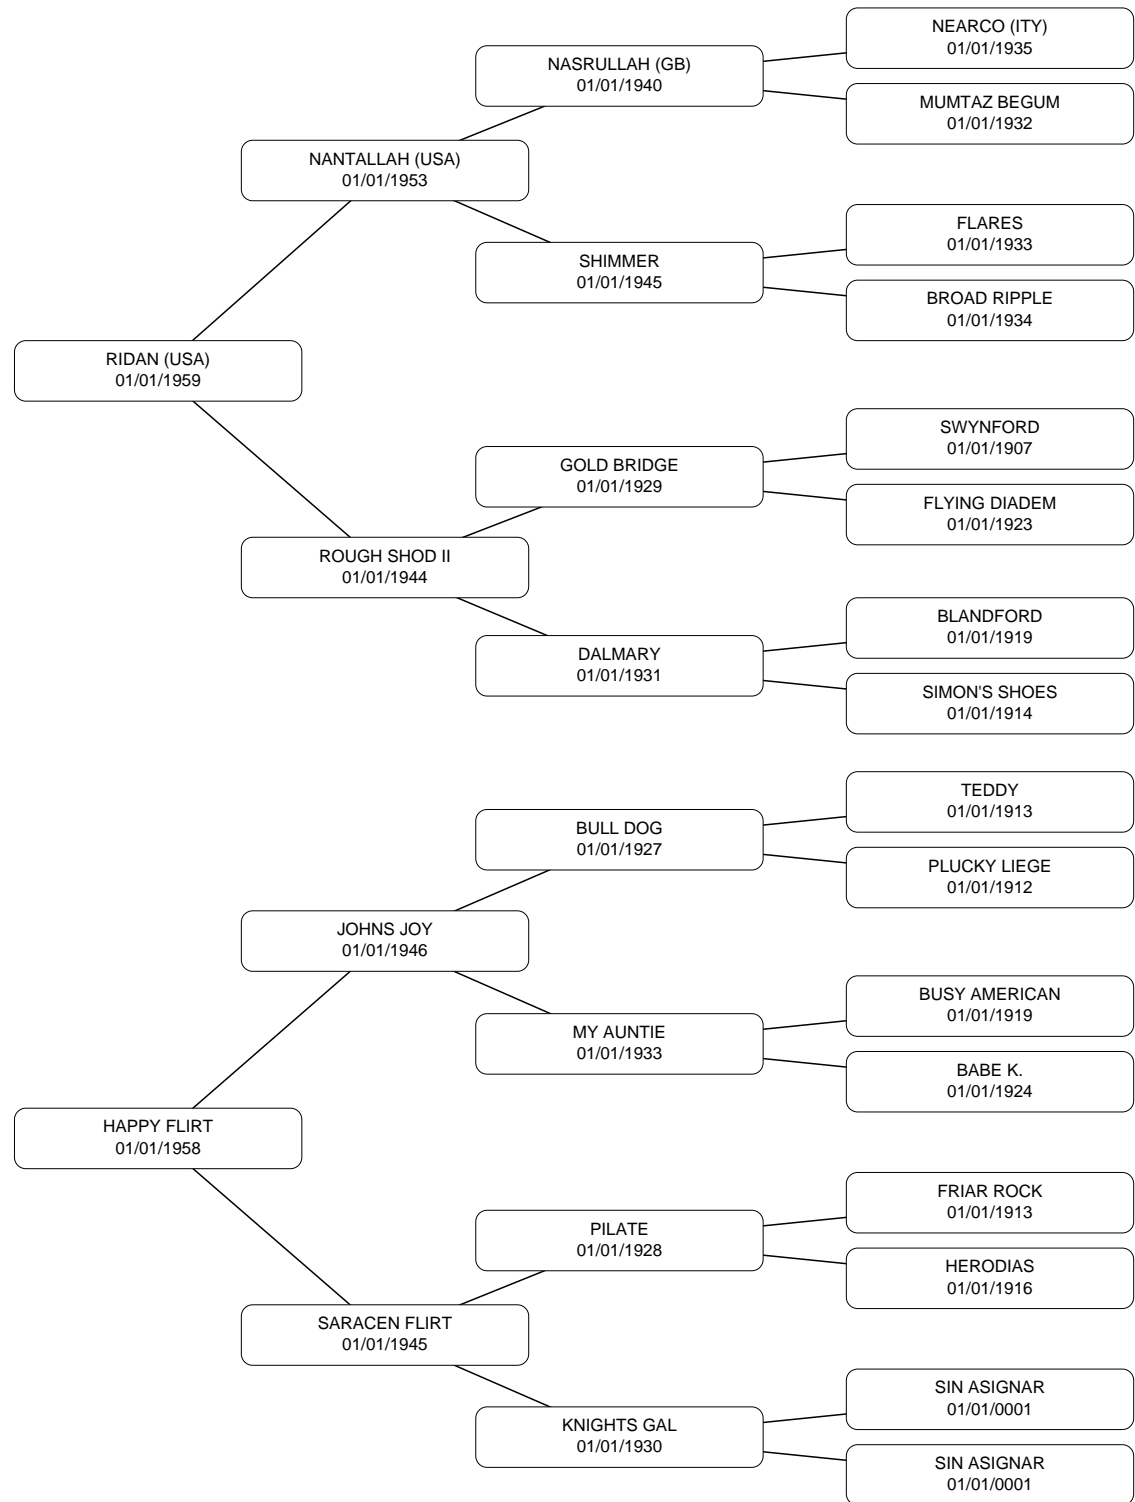 NEARCO (ITY)
01/01/1935
NASRULLAH (GB)
01/01/1940
MUMTAZ BEGUM
01/01/1932
NANTALLAH (USA)
01/01/1953
FLARES
01/01/1933
SHIMMER
01/01/1945
BROAD RIPPLE
01/01/1934
RIDAN (USA)
01/01/1959
SWYNFORD
01/01/1907
GOLD BRIDGE
01/01/1929
FLYING DIADEM
01/01/1923
ROUGH SHOD II
01/01/1944
BLANDFORD
01/01/1919
DALMARY
01/01/1931
SIMON'S SHOES
01/01/1914
TEDDY
01/01/1913
BULL DOG
01/01/1927
PLUCKY LIEGE
01/01/1912
JOHNS JOY
01/01/1946
BUSY AMERICAN
01/01/1919
MY AUNTIE
01/01/1933
BABE K.
01/01/1924
HAPPY FLIRT
01/01/1958
FRIAR ROCK
01/01/1913
PILATE
01/01/1928
HERODIAS
01/01/1916
SARACEN FLIRT
01/01/1945
SIN ASIGNAR
01/01/0001
KNIGHTS GAL
01/01/1930
SIN ASIGNAR
01/01/0001